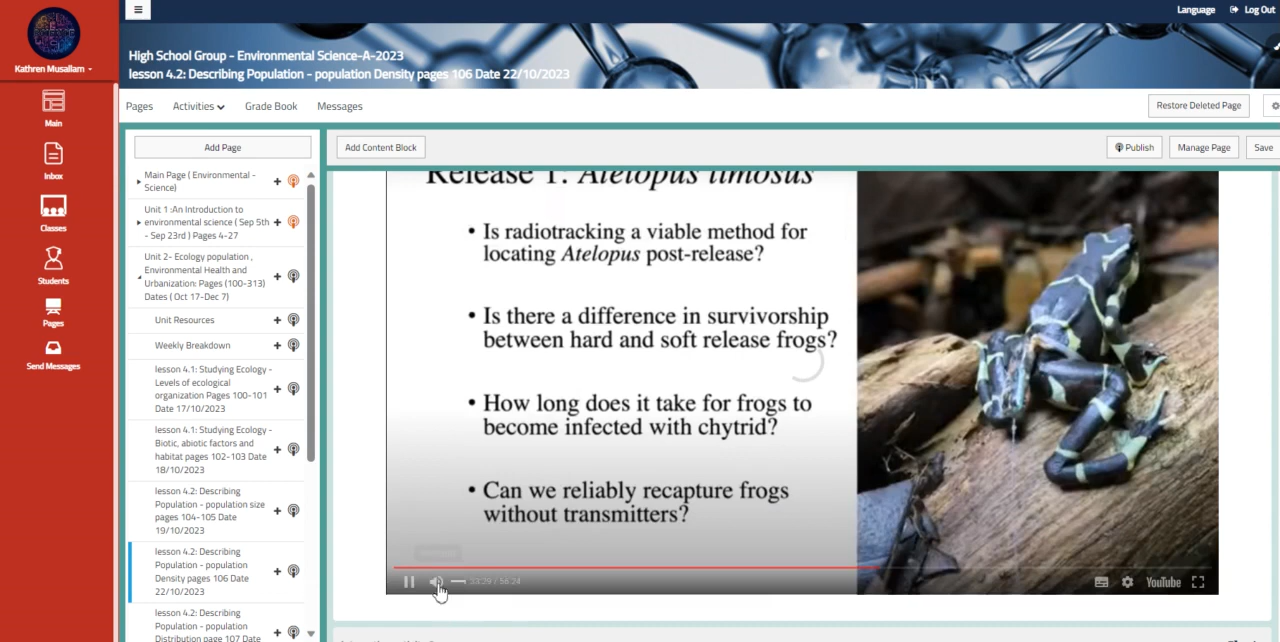 Language
Log Out
Kathren Musallam
High School Group - Environmental Science-A-2023
lesson 4.2: Describing Population - population Density pages 106 Date 22/10/2023
Pages
Activities
Grade Book
Messages
Restore Deleted Page
Main
Inbox
Classes
Students
Pages
Send Messages
Add Page
Add Content Block
Publish
Manage Page
Save
Main Page ( Environmental -
Science)
Unit 1 :An Introduction to
environmental science ( Sep 5th
- Sep 23rd ) Pages 4-27
Unit 2- Ecology population ,
Environmental Health and
Urbanization: Pages (100-313)
Dates ( Oct 17-Dec 7)
Unit Resources
Weekly Breakdown
lesson 4.1: Studying Ecology -
Levels of ecological
organization Pages 100-101
Date 17/10/2023
lesson 4.1: Studying Ecology -
Biotic, abiotic factors and
habitat pages 102-103 Date
18/10/2023
lesson 4.2: Describing
Population - population size
pages 104-105 Date
19/10/2023
lesson 4.2: Describing
Population - population
Density pages 106 Date
22/10/2023
lesson 4.2: Describing
Population - population
Distribution page 107 Date
Release 1: Atelopus limosus
• Is radiotracking a viable method for
locating Atelopus post-release?
• Is there a difference in survivorship
between hard and soft release frogs?
• How long does it take for frogs to
become infected with chytrid?
• Can we reliably recapture frogs
without transmitters?
33:29 / 56:24
YouTube